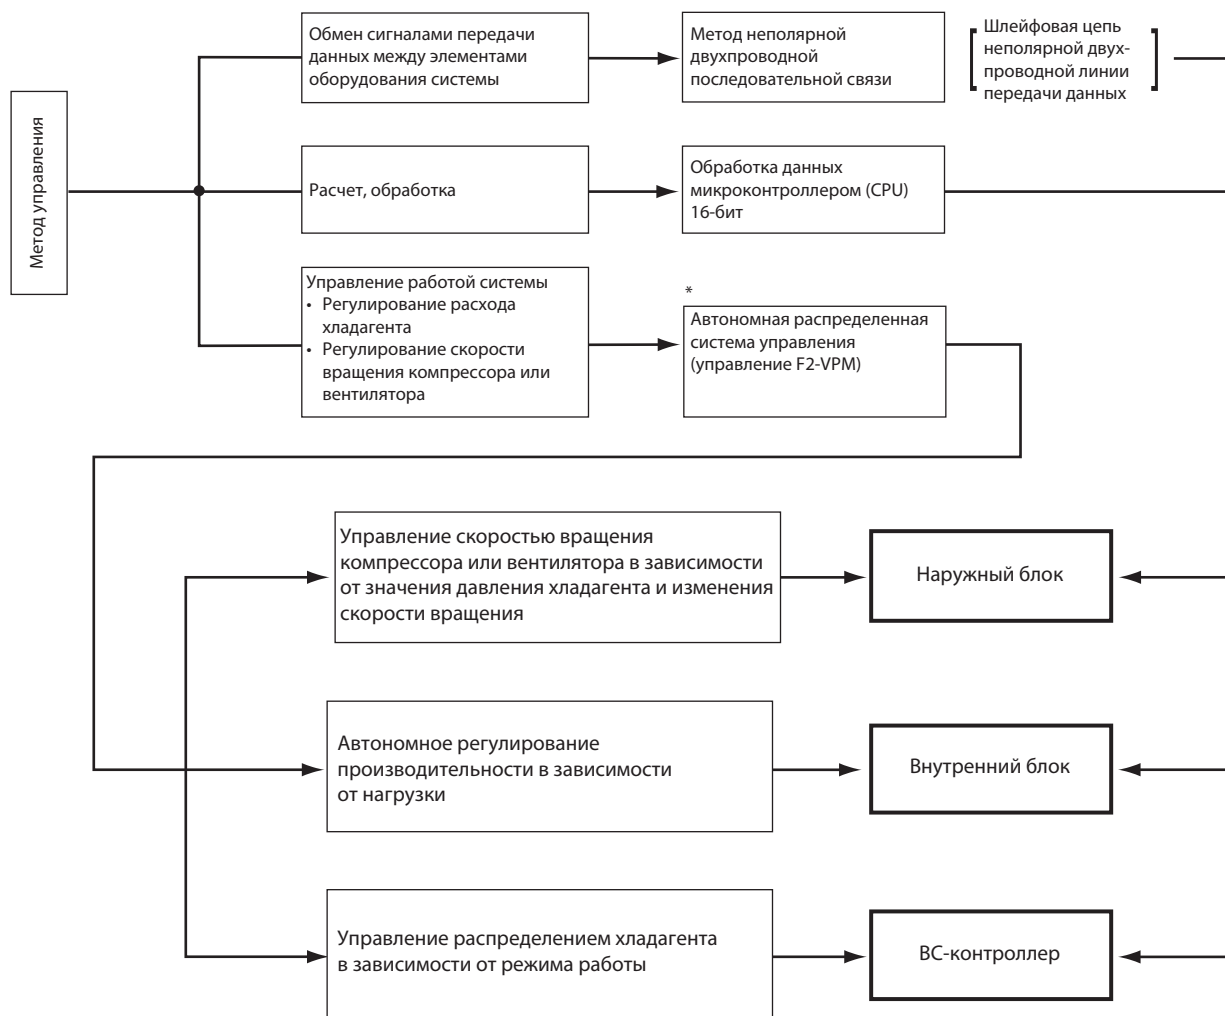 Обмен сигналами передачи
данных между элементами
оборудования системы
Метод неполярной
двухпроводной
последовательной связи
Шлейфовая цепь
неполярной двух-
проводной линии
передачи данных
Метод управления
Расчет, обработка
Обработка данных
микроконтроллером (CPU)
16-бит
Управление работой системы
• Регулирование расхода
хладагента
• Регулирование скорости
вращения компрессора или
вентилятора
*
Автономная распределенная
система управления
(управление F2-VPM)
Управление скоростью вращения
компрессора или вентилятора в зависимости
от значения давления хладагента и изменения
скорости вращения
Наружный блок
Автономное регулирование
производительности в зависимости
от нагрузки
Внутренний блок
Управление распределением хладагента
в зависимости от режима работы
ВС-контроллер